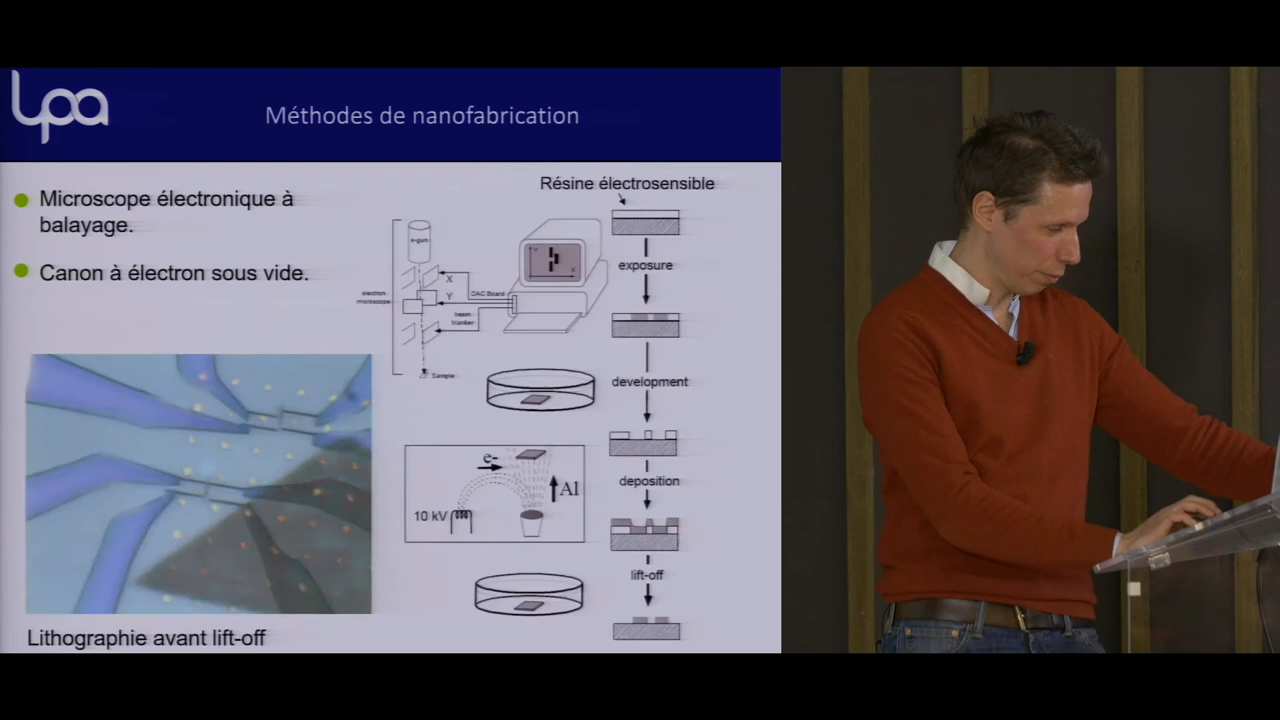 lpa
Méthodes de nanofabrication
Microscope électronique à
balayage.
Canon à électron sous vide.
Résine électrosensible
e-gun
X
Y
DAC Board
electron
microscope
beam
blanker
Sample
Y
X
exposure
development
e-
Al
10 kV
deposition
lift-off
Lithographie avant lift-off